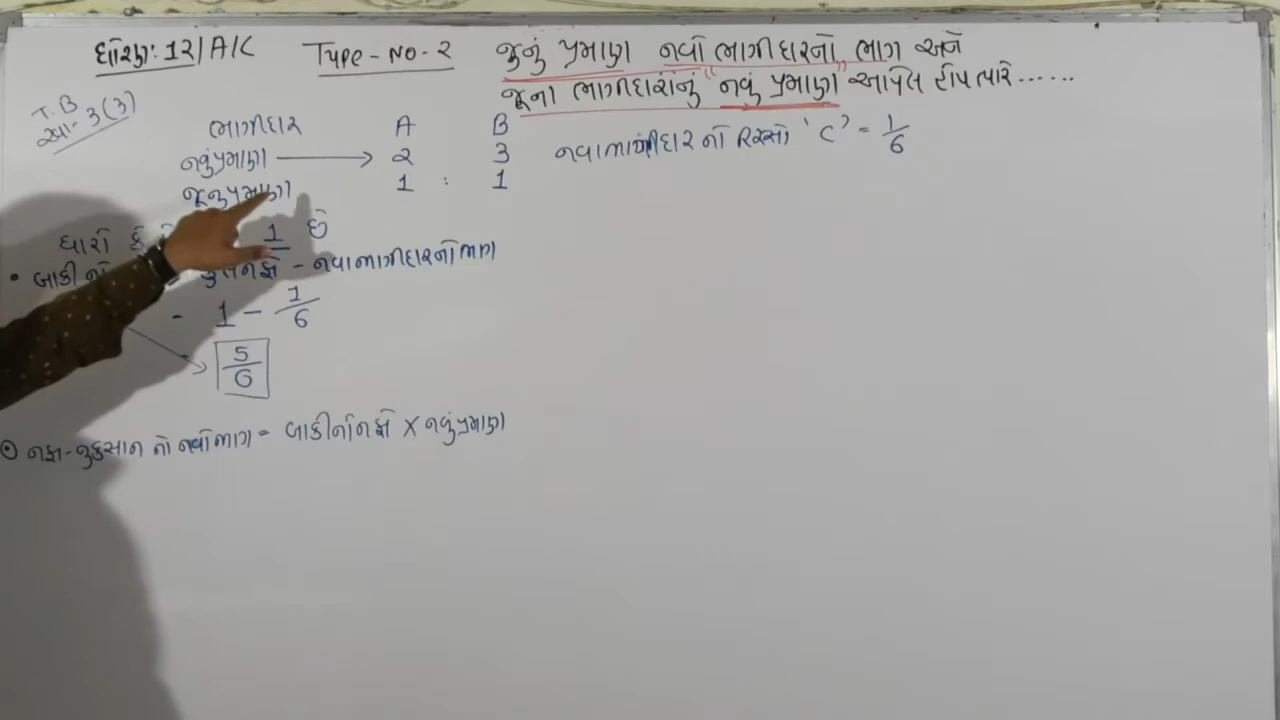 ધોરણ: 12 | A/C Type-No-2 જૂનું પ્રમાણ નવા ભાગીદારનો ભાગ અને
જૂના ભાગીદારોનું "નવું પ્રમાણ" આપેલ હોય ત્યારે......
T.B
સ્વા-3(3)
ભાગીદાર A B
નવુંપ્રમાણ → 2 3 નવા ભાગીદાર નો હિસ્સો 'C' = 1/6
જૂનુપ્રમાણ 1 : 1
ધારો કે 1 છે
• બાકીનો - નવાભાગીદારનોભાગ
- 1 - 1/6
5/6
⊙ નફા-નુકસાન નો નવોભાગ = બાકીનોનફો X નવુંપ્રમાણ